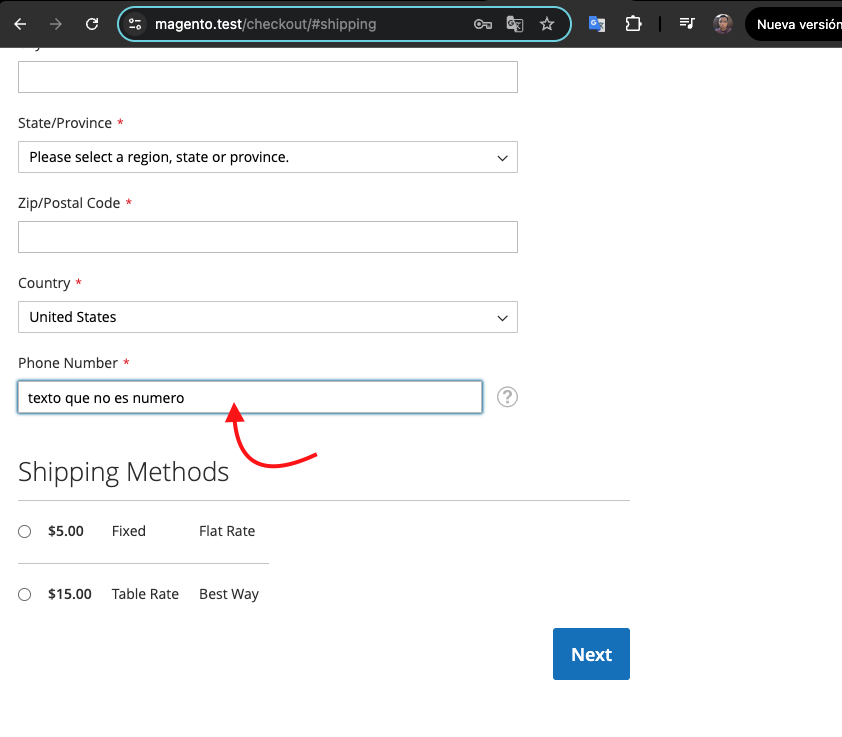 magento.test/checkout/#shipping
Nueva versión
State/Province *
Please select a region, state or province.
Zip/Postal Code *
Country *
United States
Phone Number *
texto que no es numero
?
Shipping Methods
$5.00 Fixed Flat Rate
$15.00 Table Rate Best Way
Next